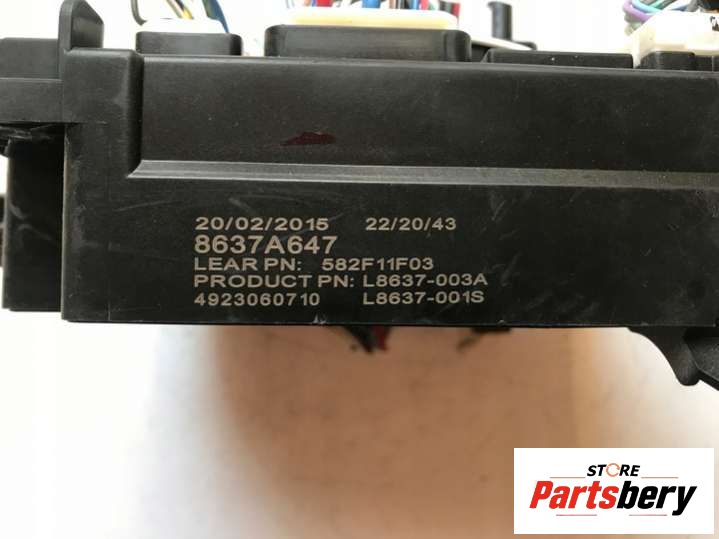 20/02/2015 22/20/43
8637A647
LEAR PN: 582F11F03
PRODUCT PN: L8637-003A
4923060710 L8637-001S
STORE
Partsbery